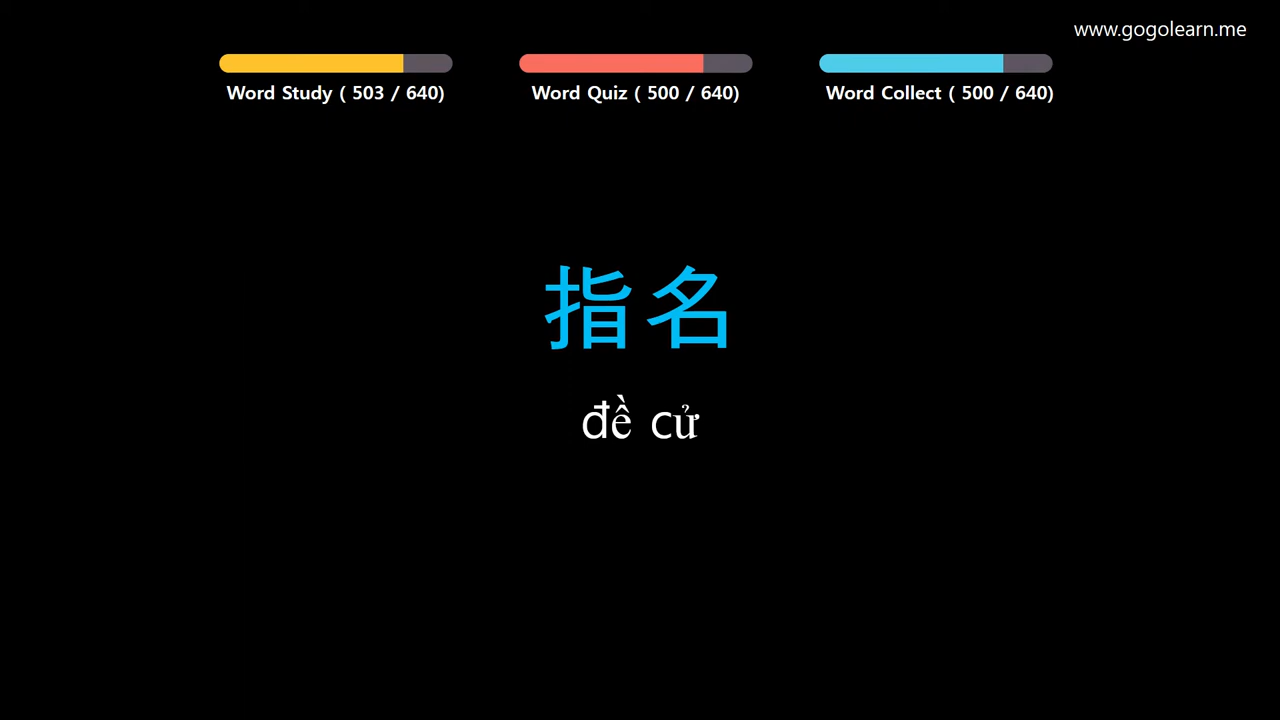 www.gogolearn.me
Word Study ( 503 / 640)
Word Quiz ( 500 / 640)
Word Collect ( 500 / 640)
指名
đề cử